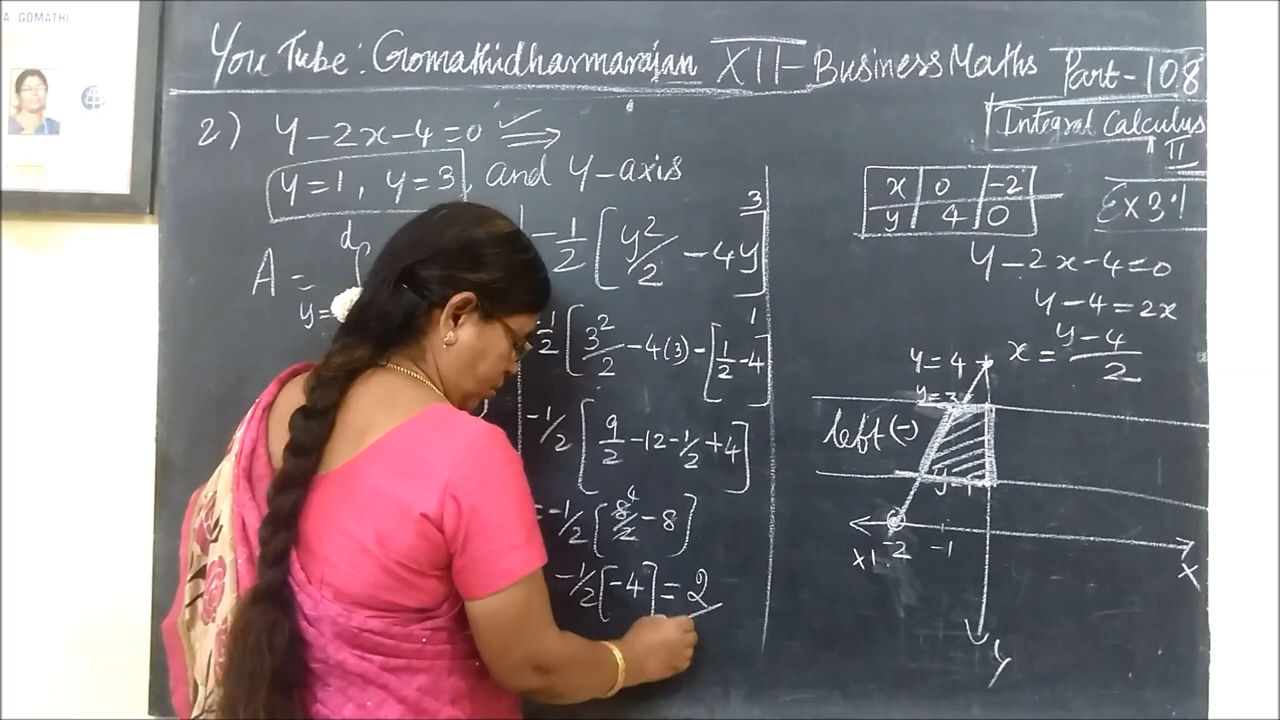 A. GOMATHI
YouTube: Gomathidharmarajan XII - Business Maths Part-108
Integral Calculus
II
Ex 3.1
2) y-2x-4=0 ⇒
y=1, y=3, and y-axis
A =
d
y=
-1/2 [y²/2 - 4y]
3
1
-1/2 [3²/2 - 4(3) - [1/2 - 4]
-1/2 [9/2 - 12 - 1/2 + 4]
= -1/2 [8/2 - 8]
4
-1/2 [-4] = 2
x 0 -2
y 4 0
y-2x-4=0
y-4=2x
x = y-4/2
y=4
y=3
left (-)
y=1
x1 -2 -1 x
y